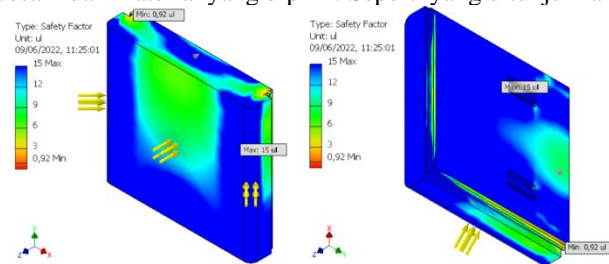 Min: 0,92 ul
Type: Safety Factor
Unit: ul
09/06/2022, 11:25:01
15 Max
12
9
6
3
0,92 Min
Max: 15 ul
Y
Z
X
Type: Safety Factor
Unit: ul
09/06/2022, 11:25:01
15 Max
12
9
6
3
0,92 Min
Max: 15 ul
Min: 0,92 ul
Z
X
Y